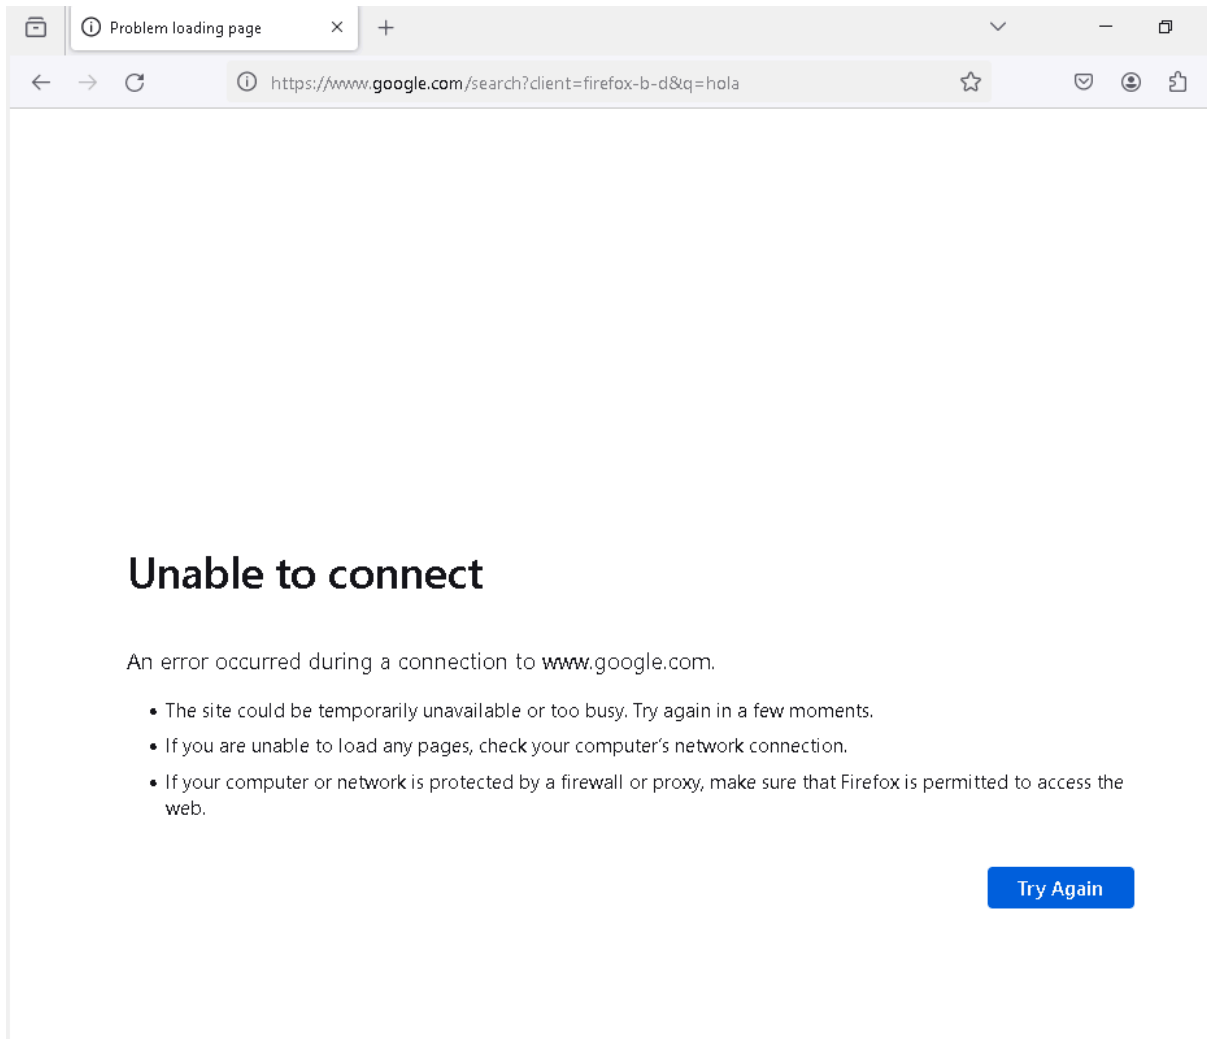 Problem loading page
https://www.google.com/search?client=firefox-b-d&q=hola
Unable to connect
An error occurred during a connection to www.google.com.
• The site could be temporarily unavailable or too busy. Try again in a few moments.
• If you are unable to load any pages, check your computer’s network connection.
• If your computer or network is protected by a firewall or proxy, make sure that Firefox is permitted to access the
web.
Try Again